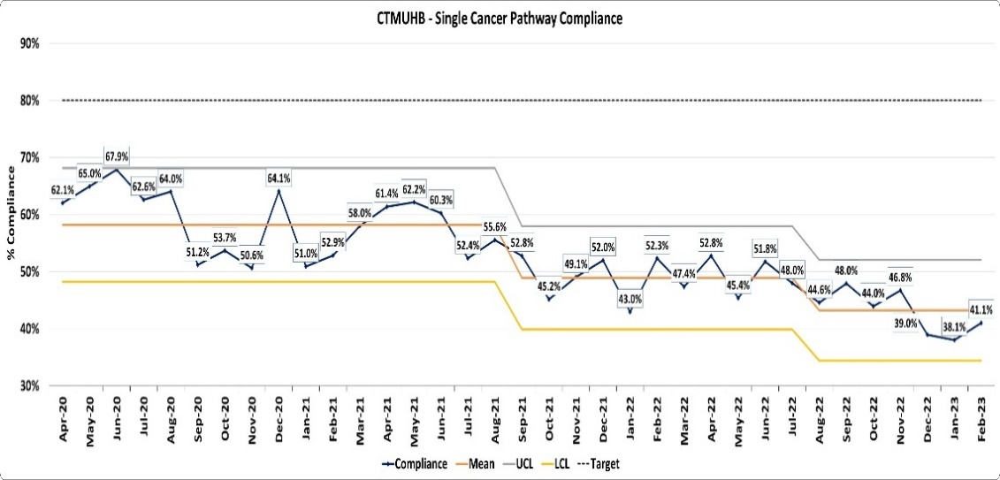 CTMUHB - Single Cancer Pathway Compliance
90%
80%
70%
60%
50%
40%
30%
% Compliance
62.1%
65.0%
67.9%
62.6%
64.0%
51.2%
53.7%
50.6%
64.1%
51.0%
52.9%
58.0%
61.4%
62.2%
60.3%
52.4%
55.6%
52.8%
45.2%
49.1%
52.0%
43.0%
52.3%
47.4%
52.8%
45.4%
51.8%
48.0%
44.6%
48.0%
44.0%
46.8%
39.0%
38.1%
41.1%
Apr-20
May-20
Jun-20
Jul-20
Aug-20
Sep-20
Oct-20
Nov-20
Dec-20
Jan-21
Feb-21
Mar-21
Apr-21
May-21
Jun-21
Jul-21
Aug-21
Sep-21
Oct-21
Nov-21
Dec-21
Jan-22
Feb-22
Mar-22
Apr-22
May-22
Jun-22
Jul-22
Aug-22
Sep-22
Oct-22
Nov-22
Dec-22
Jan-23
Feb-23
Compliance Mean UCL LCL Target